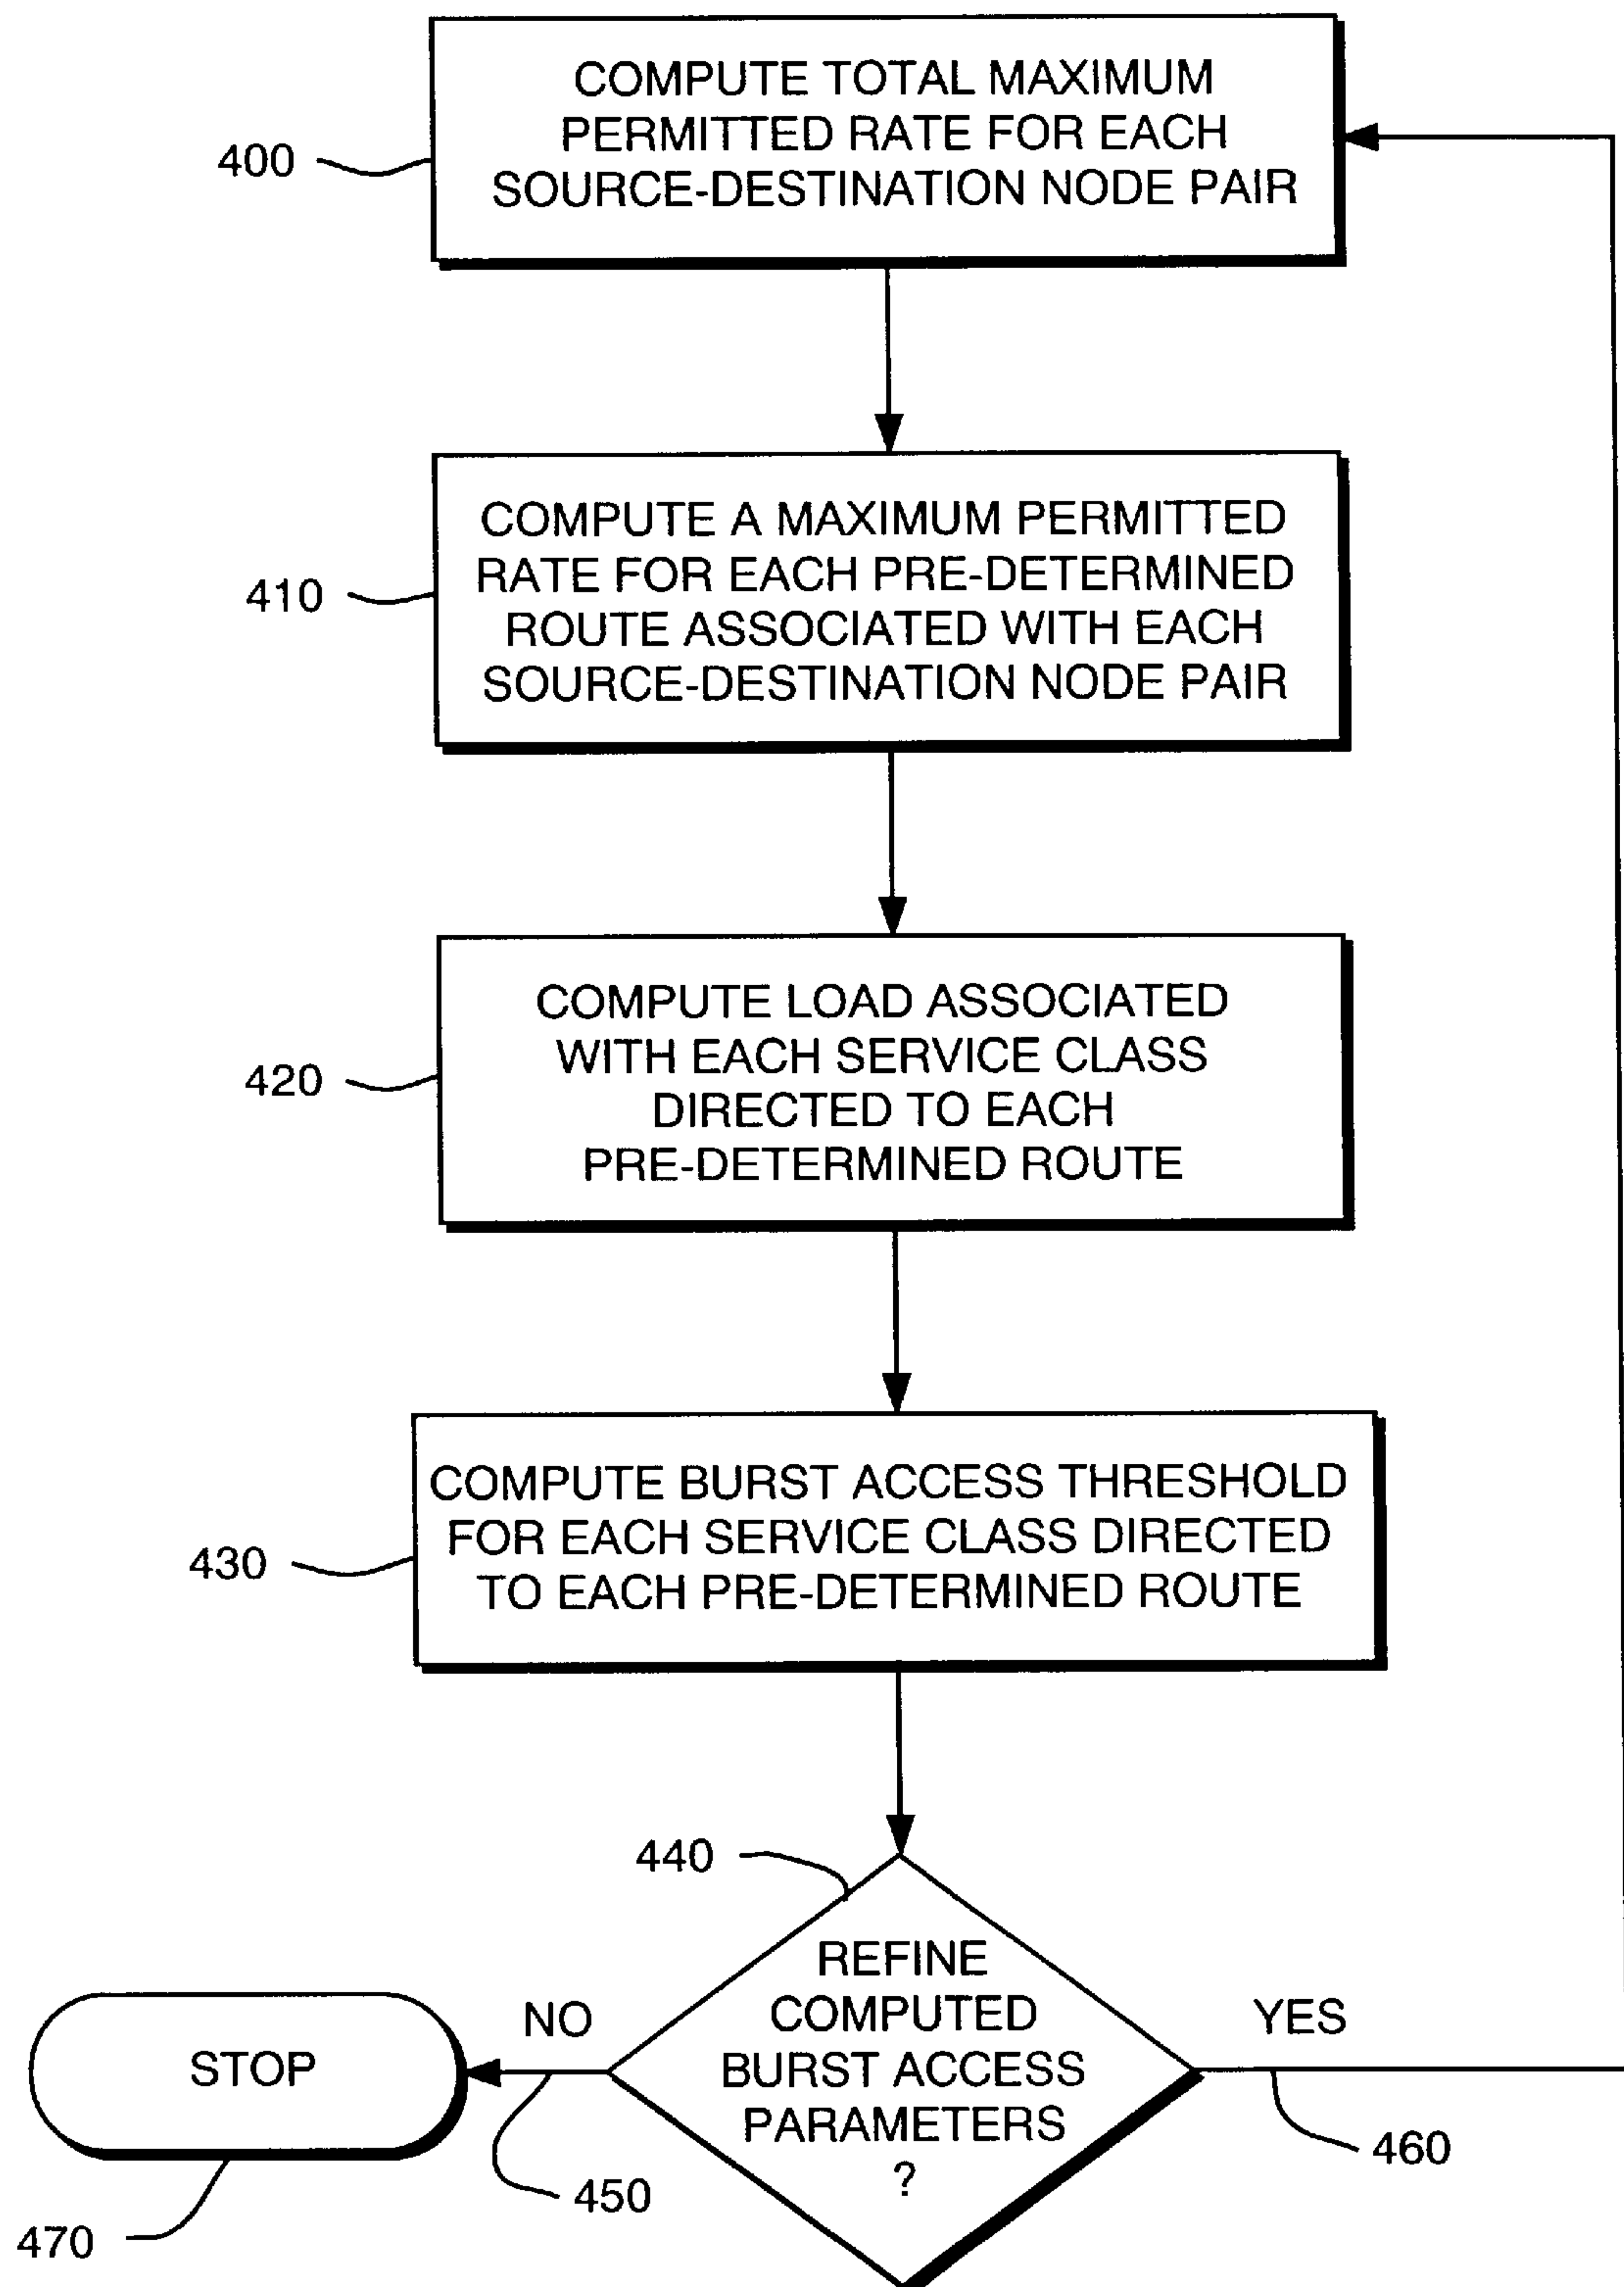 COMPUTE TOTAL MAXIMUM
PERMITTED RATE FOR EACH
SOURCE-DESTINATION NODE PAIR
400
COMPUTE A MAXIMUM PERMITTED
RATE FOR EACH PRE-DETERMINED
ROUTE ASSOCIATED WITH EACH
SOURCE-DESTINATION NODE PAIR
410
COMPUTE LOAD ASSOCIATED
WITH EACH SERVICE CLASS
DIRECTED TO EACH
PRE-DETERMINED ROUTE
420
COMPUTE BURST ACCESS THRESHOLD
FOR EACH SERVICE CLASS DIRECTED
TO EACH PRE-DETERMINED ROUTE
430
440
REFINE
COMPUTED
BURST ACCESS
PARAMETERS
?
NO
YES
STOP
450
460
470